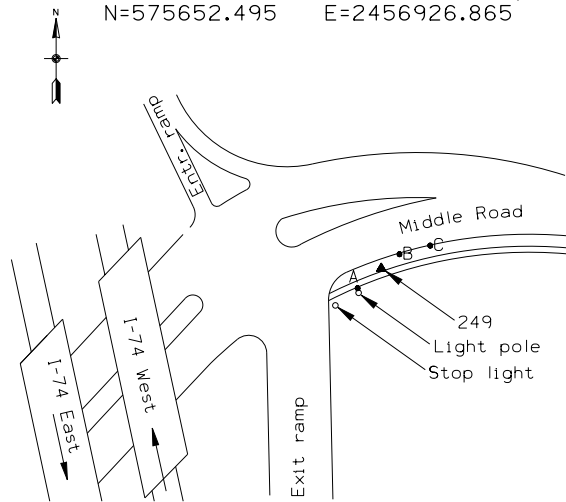 N
N=575652.495 E=2456926.865
Entr. ramp
Middle Road
B
C
A
249
Light pole
Stop light
I-74 West
I-74 East
Exit ramp